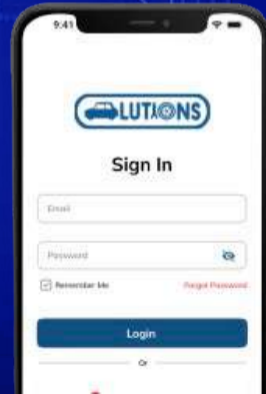 9:41
LUTIONS
Sign In
Email
Password
Remember Me
Forgot Password
Login
Or